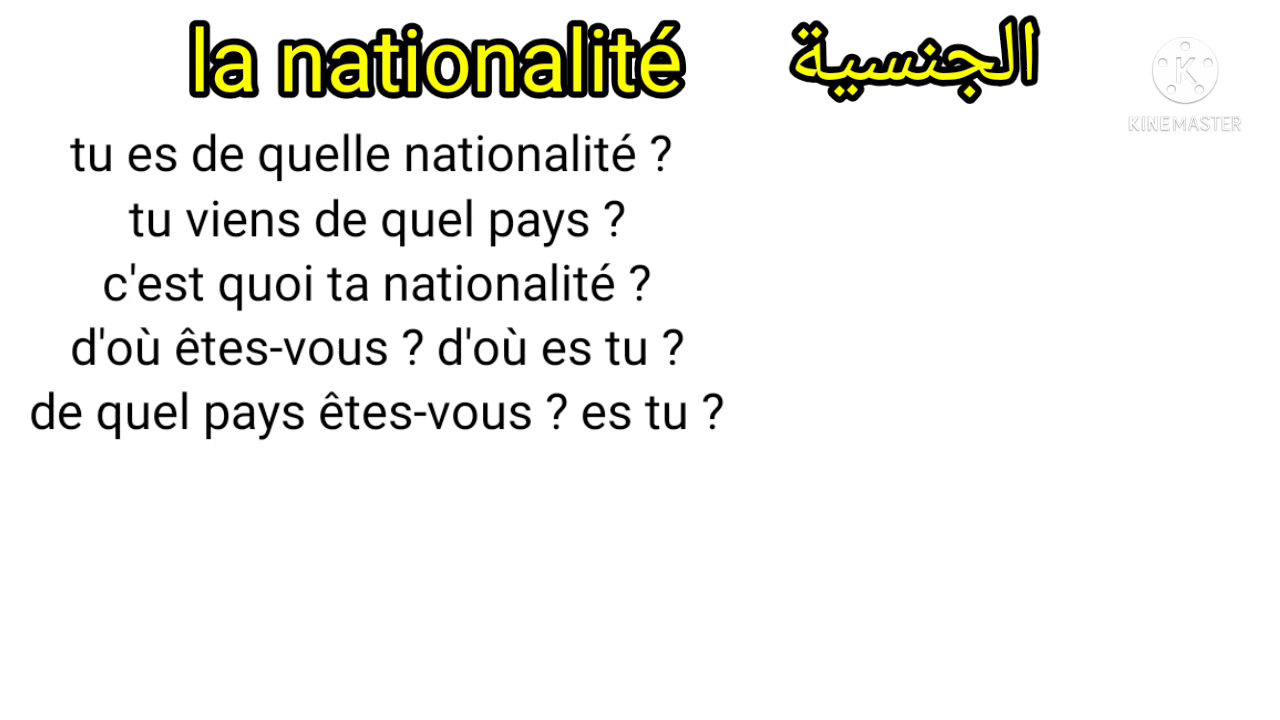 la nationalité الجنسية
KINEMASTER
tu es de quelle nationalité ?
tu viens de quel pays ?
c'est quoi ta nationalité ?
d'où êtes-vous ? d'où es tu ?
de quel pays êtes-vous ? es tu ?